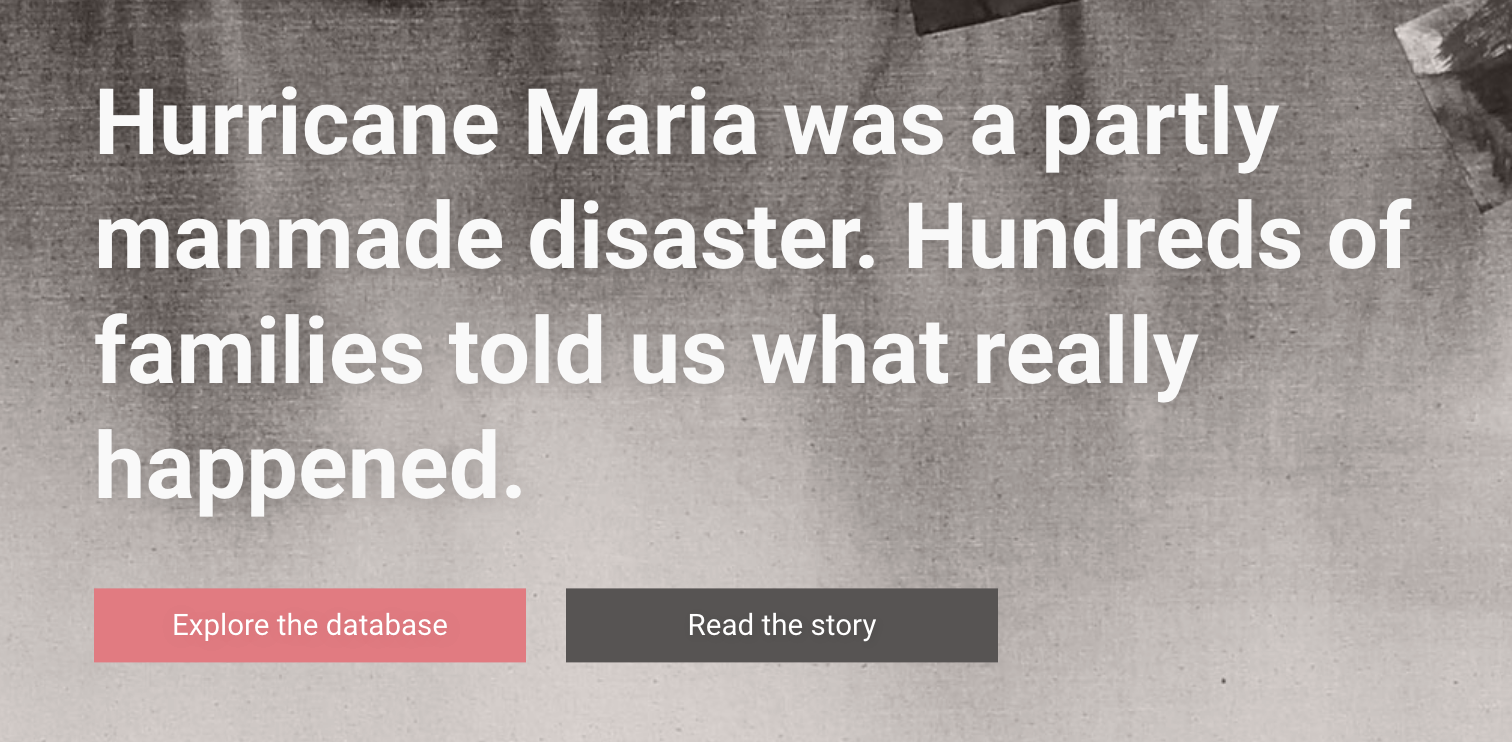 Hurricane Maria was a partly
manmade disaster. Hundreds of
families told us what really
happened.
Explore the database
Read the story